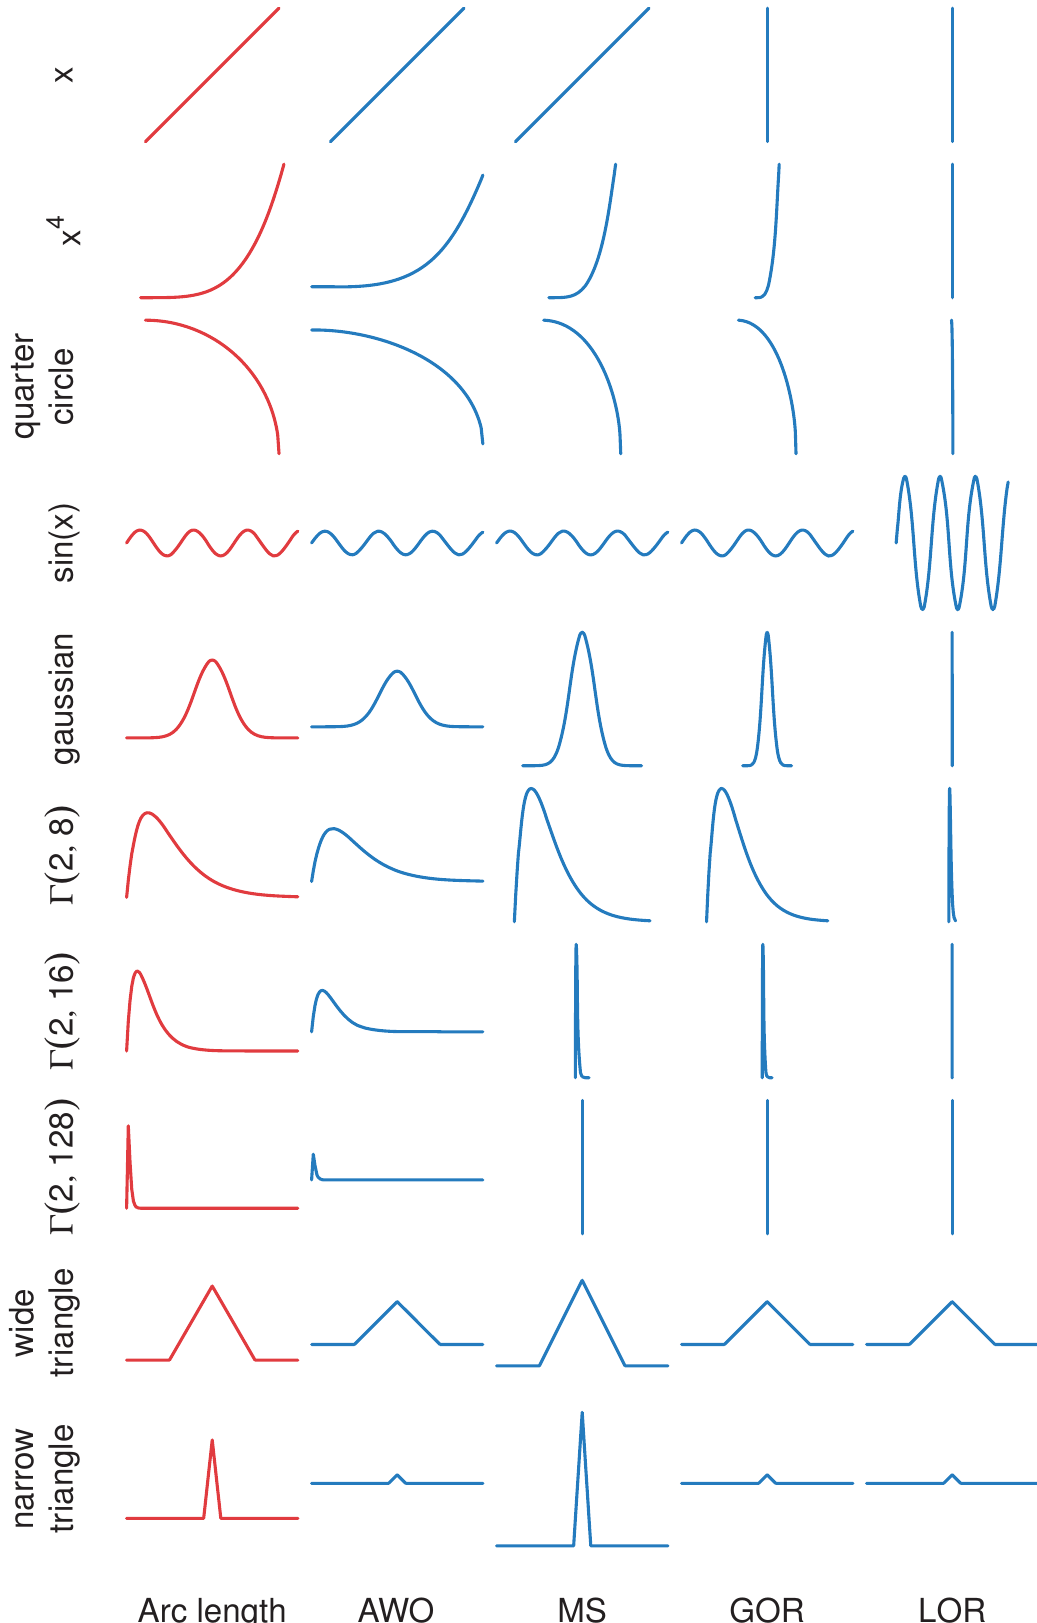 x
x⁴
quarter
circle
sin(x)
gaussian
Γ(2, 8)
Γ(2, 16)
Γ(2, 128)
wide
triangle
narrow
triangle
Arc length AWO MS GOR LOR